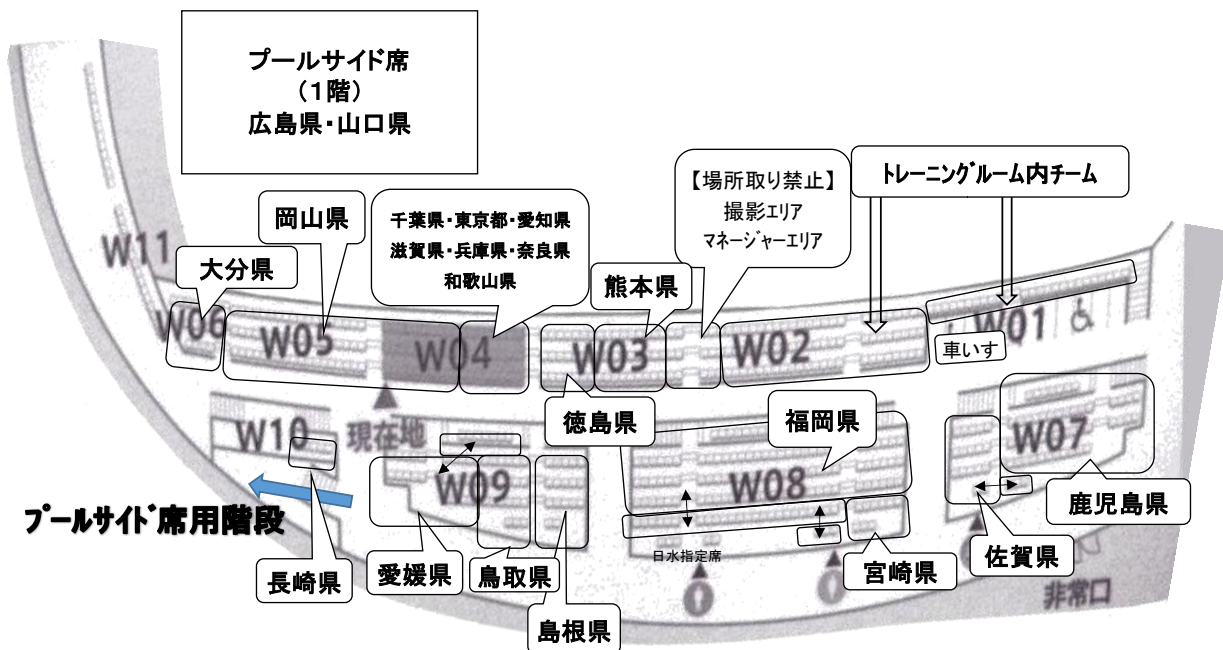 プールサイド席
（1階）
広島県・山口県
トレーニングルーム内チーム
【場所取り禁止】
撮影エリア
マネージャーエリア
千葉県・東京都・愛知県
滋賀県・兵庫県・奈良県
和歌山県
岡山県
大分県
熊本県
W11
W06
W05
W04
W03
W02
W01
車いす
徳島県
福岡県
W10
現在地
W09
W08
W07
プールサイド席用階段
長崎県
愛媛県
鳥取県
島根県
日水指定席
宮崎県
佐賀県
鹿児島県
非常口